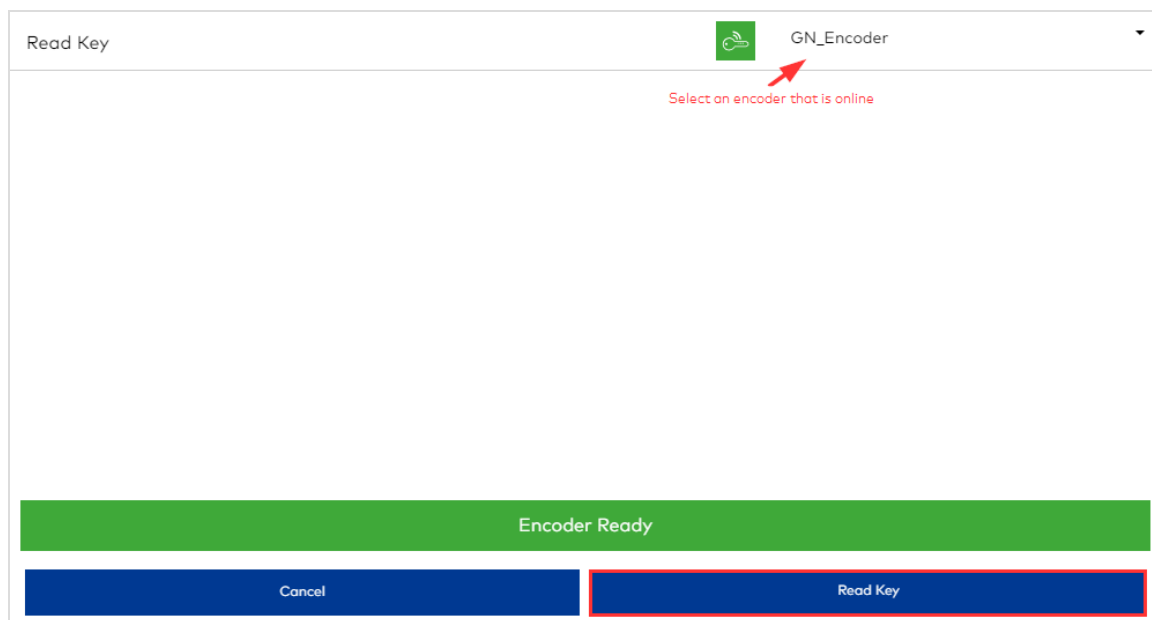 Read Key
GN_Encoder
Select an encoder that is online
Encoder Ready
Cancel
Read Key